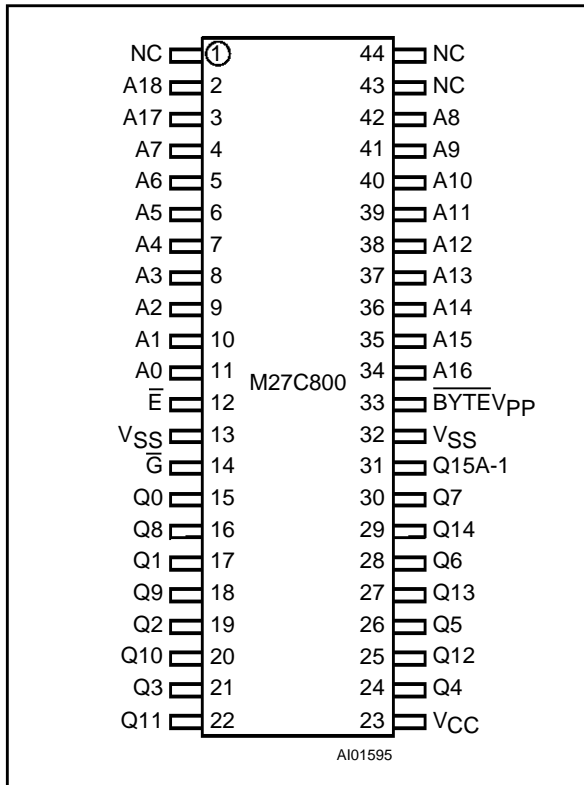 NC 1 44 NC
A18 2 43 NC
A17 3 42 A8
A7 4 41 A9
A6 5 40 A10
A5 6 39 A11
A4 7 38 A12
A3 8 37 A13
A2 9 36 A14
A1 10 35 A15
A0 11 34 A16
M27C800
E̅ 12 33 B̅Y̅T̅E̅VPP
VSS 13 32 VSS
G̅ 14 31 Q15A-1
Q0 15 30 Q7
Q8 16 29 Q14
Q1 17 28 Q6
Q9 18 27 Q13
Q2 19 26 Q5
Q10 20 25 Q12
Q3 21 24 Q4
Q11 22 23 VCC
AI01595